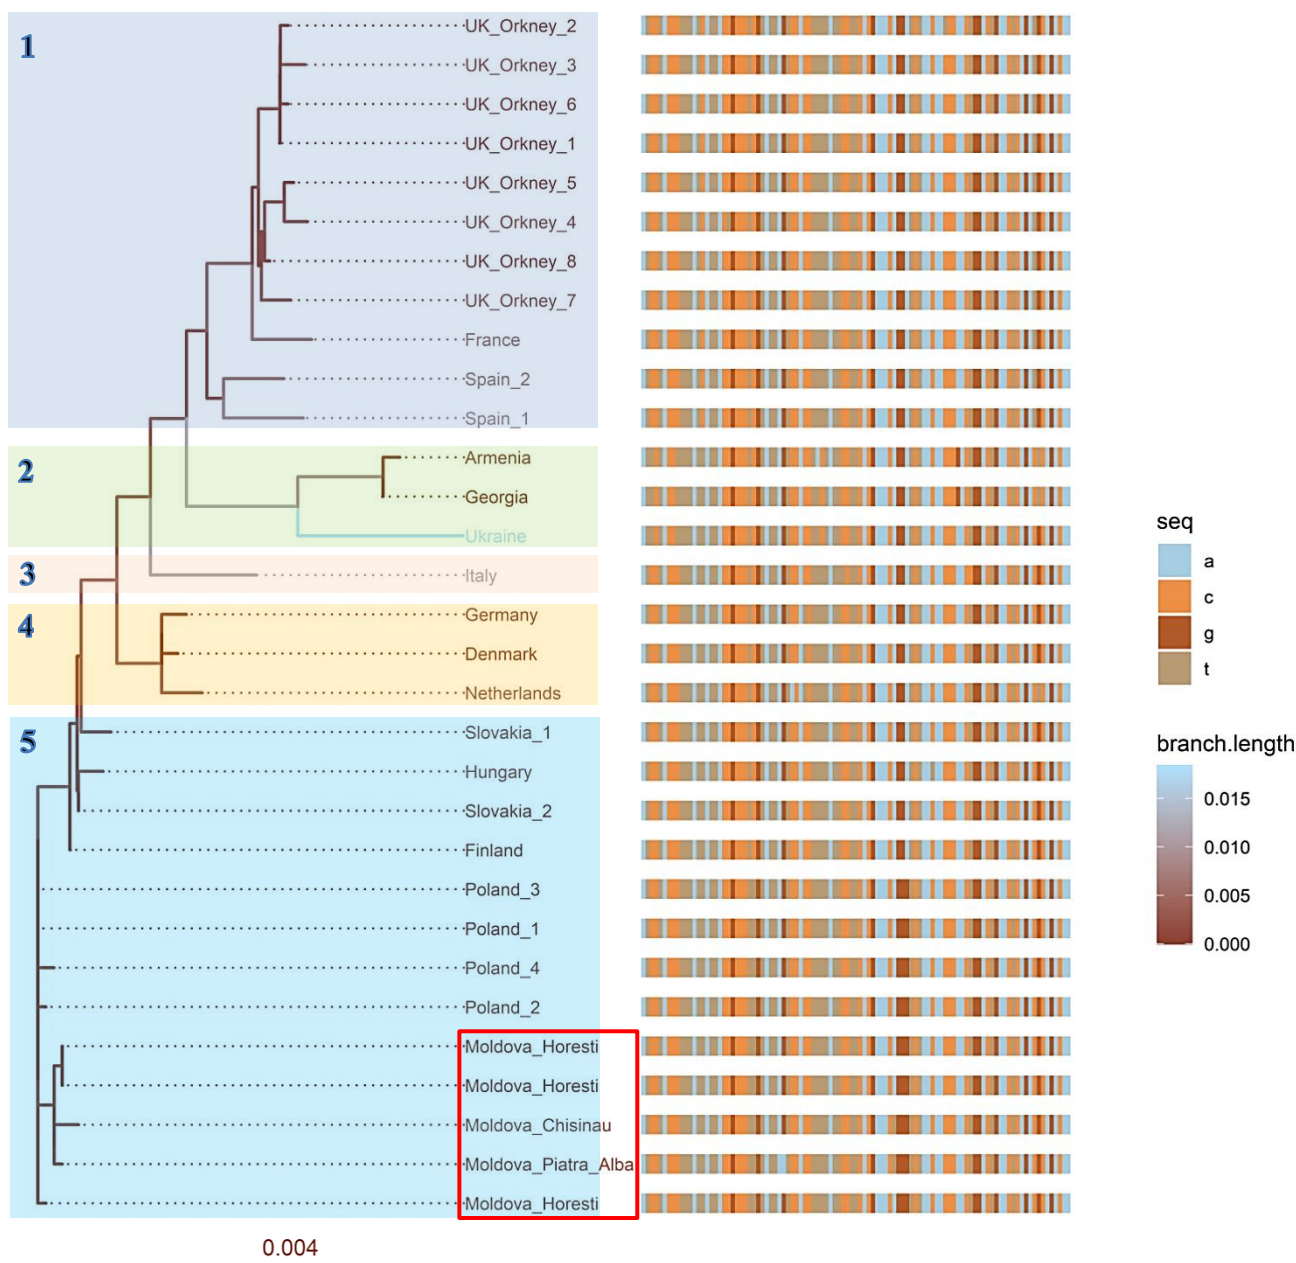 1
UK_Orkney_2
UK_Orkney_3
UK_Orkney_6
UK_Orkney_1
UK_Orkney_5
UK_Orkney_4
UK_Orkney_8
UK_Orkney_7
France
Spain_2
Spain_1
2
Armenia
Georgia
Ukraine
3
Italy
4
Germany
Denmark
Netherlands
5
Slovakia_1
Hungary
Slovakia_2
Finland
Poland_3
Poland_1
Poland_4
Poland_2
Moldova_Horesti
Moldova_Horesti
Moldova_Chisinau
Moldova_Piatra_Alba
Moldova_Horesti
0.004
seq
a
c
g
t
branch.length
0.015
0.010
0.005
0.000